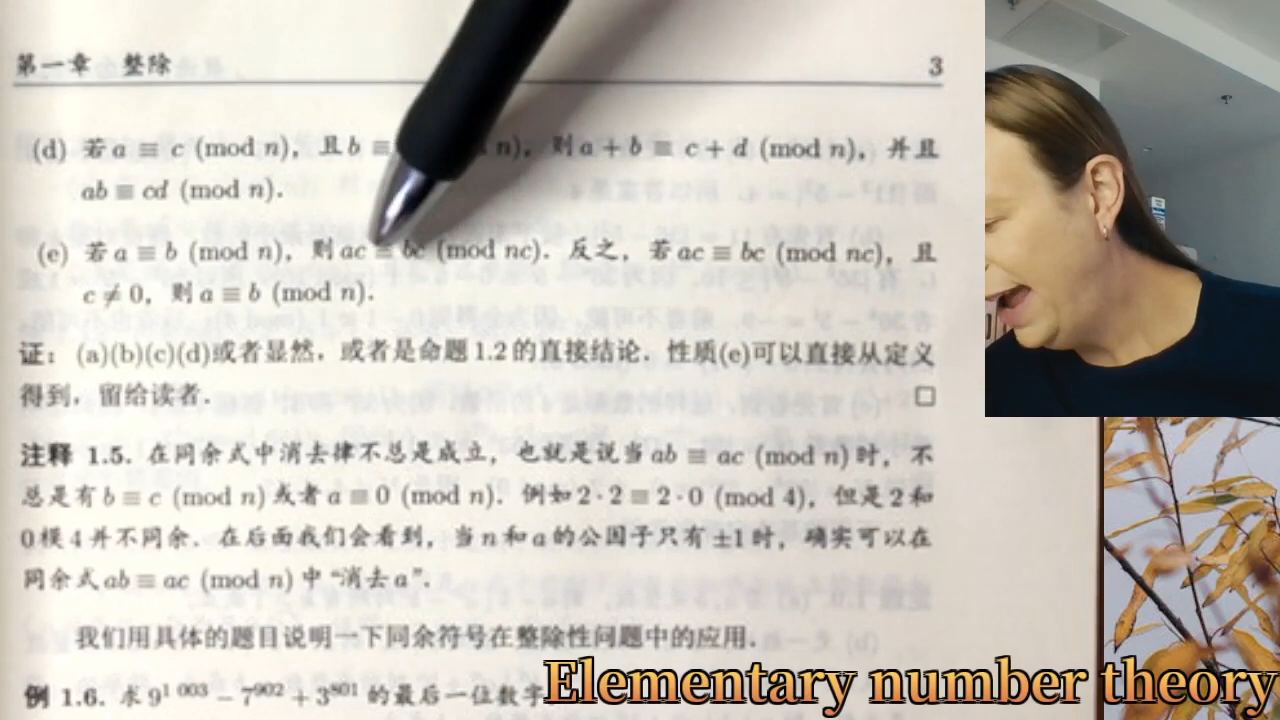 第一章 整除 3
(d) 若 a ≡ c (mod n), 且 b ≡ n), 则 a + b ≡ c + d (mod n), 并且
ab ≡ cd (mod n).
(e) 若 a ≡ b (mod n), 则 ac ≡ bc (mod nc). 反之, 若 ac ≡ bc (mod nc), 且
c ≠ 0, 则 a ≡ b (mod n).
证: (a)(b)(c)(d)或者显然, 或者是命题 1.2 的直接结论. 性质(e)可以直接从定义
得到, 留给读者. □
注释 1.5. 在同余式中消去律不总是成立, 也就是说当 ab ≡ ac (mod n) 时, 不
总是有 b ≡ c (mod n) 或者 a ≡ 0 (mod n). 例如 2 · 2 ≡ 2 · 0 (mod 4), 但是 2 和
0 模 4 并不同余. 在后面我们会看到, 当 n 和 a 的公因子只有 ±1 时, 确实可以在
同余式 ab ≡ ac (mod n) 中 “消去 a”.
我们用具体的题目说明一下同余符号在整除性问题中的应用.
例 1.6. 求 9^{1 003} − 7^{902} + 3^{801} 的最后一位数字
Elementary number theory